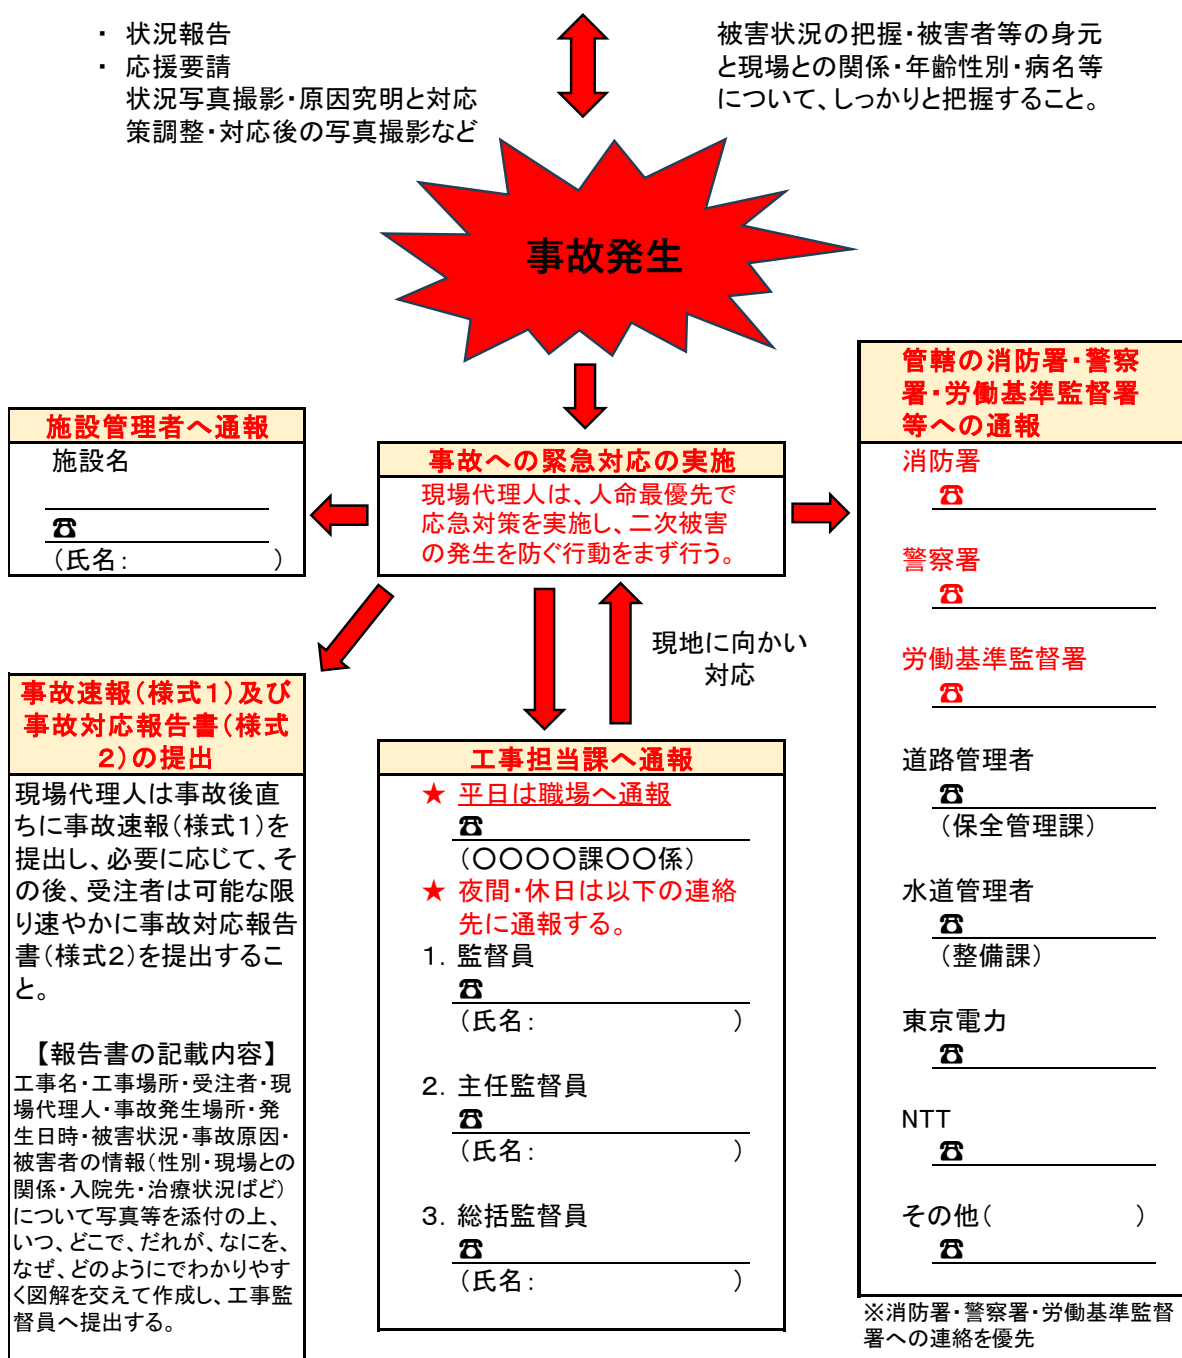 ・ 状況報告
・ 応援要請
状況写真撮影・原因究明と対応
策調整・対応後の写真撮影など
被害状況の把握・被害者等の身元
と現場との関係・年齢性別・病名等
について、しっかりと把握すること。
事故発生
施設管理者へ通報
施設名
☎
（氏名： ）
事故への緊急対応の実施
現場代理人は、人命最優先で
応急対策を実施し、二次被害
の発生を防ぐ行動をまず行う。
管轄の消防署・警察
署・労働基準監督署
等への通報
消防署
☎
警察署
☎
労働基準監督署
☎
道路管理者
☎
（保全管理課）
水道管理者
☎
（整備課）
東京電力
☎
NTT
☎
その他（ ）
☎
※消防署・警察署・労働基準監督
署への連絡を優先
現地に向かい
対応
事故速報（様式１）及び
事故対応報告書（様式
２）の提出
現場代理人は事故後直
ちに事故速報（様式１）を
提出し、必要に応じて、そ
の後、受注者は可能な限
り速やかに事故対応報告
書（様式２）を提出するこ
と。
【報告書の記載内容】
工事名・工事場所・受注者・現
場代理人・事故発生場所・発
生日時・被害状況・事故原因・
被害者の情報（性別・現場との
関係・入院先・治療状況ばど）
について写真等を添付の上、
いつ、どこで、だれが、なにを、
なぜ、どのようにでわかりやす
く図解を交えて作成し、工事監
督員へ提出する。
工事担当課へ通報
★ 平日は職場へ通報
☎
（〇〇〇〇課〇〇係）
★ 夜間・休日は以下の連絡
先に通報する。
１．監督員
☎
（氏名： ）
２．主任監督員
☎
（氏名： ）
３．総括監督員
☎
（氏名： ）